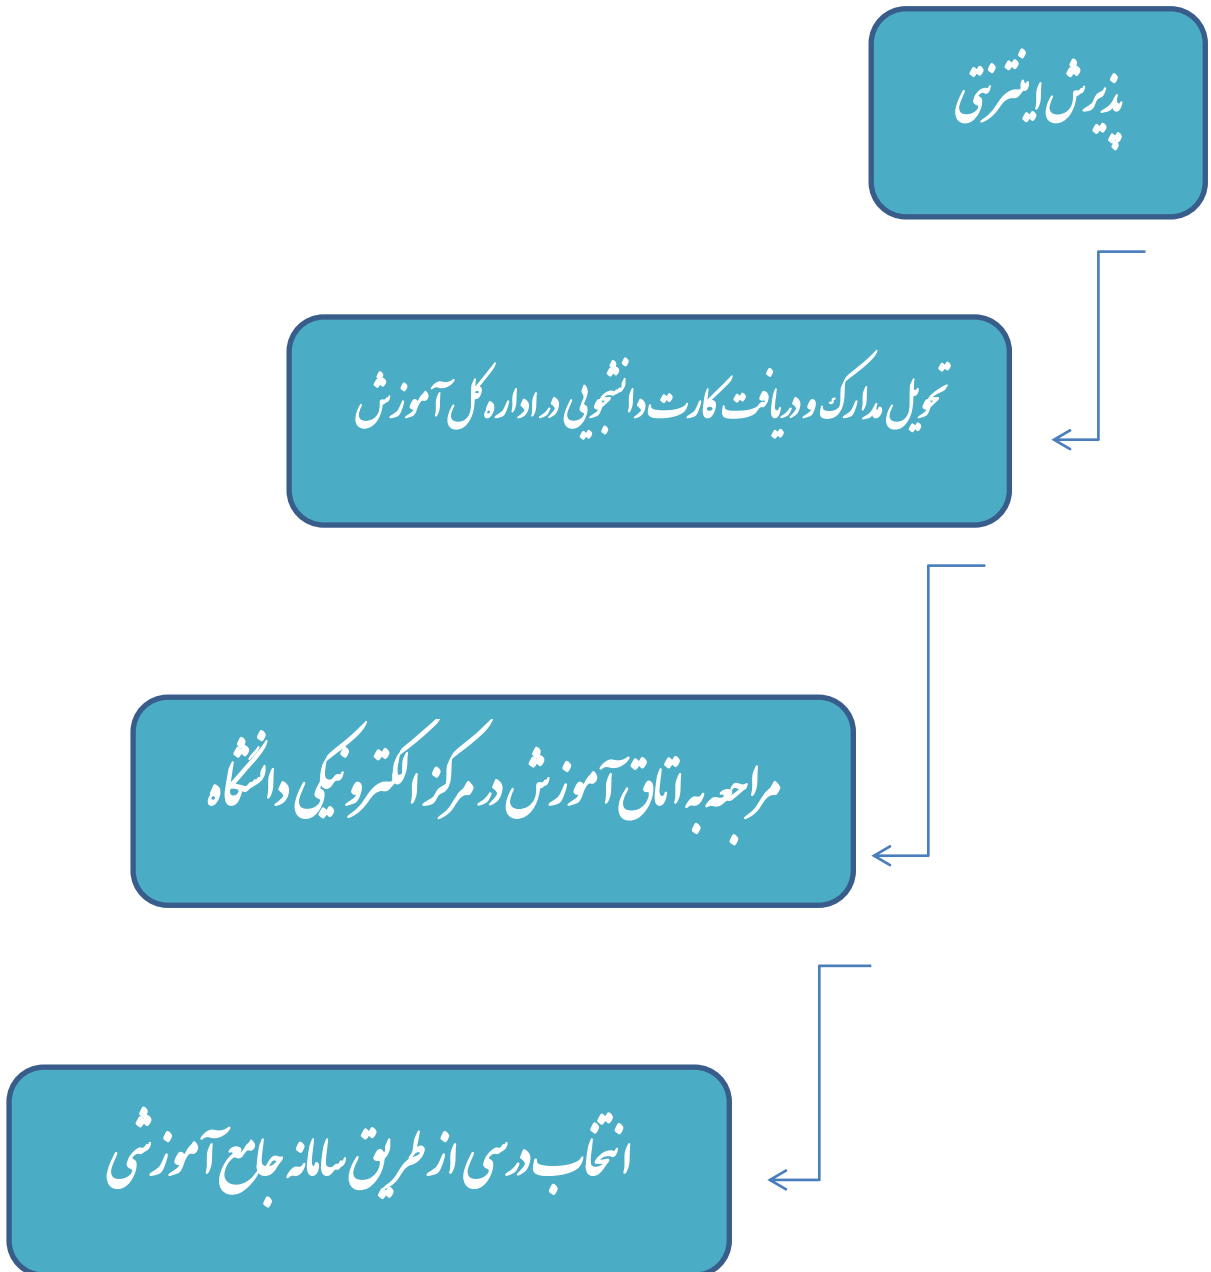 پذیرش اینترنتی
تحویل مدارک و دریافت کارت دانشجویی در اداره کل آموزش
مراجعه به اتاق آموزش در مرکز الکترونیکی دانشگاه
انتخاب درسی از طریق سامانه جامع آموزشی